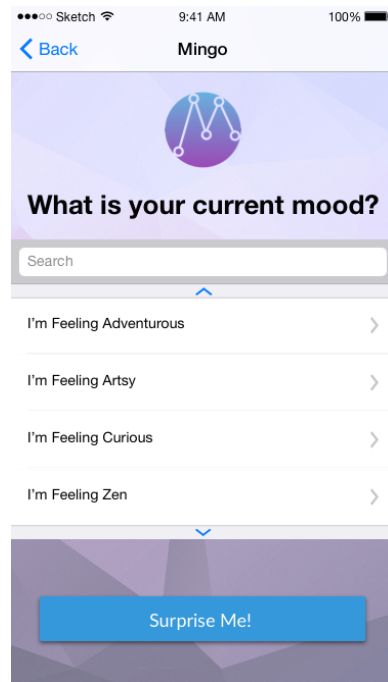 Sketch 9:41 AM 100%
Back Mingo
What is your current mood?
Search
I'm Feeling Adventurous
I'm Feeling Artsy
I'm Feeling Curious
I'm Feeling Zen
Surprise Me!